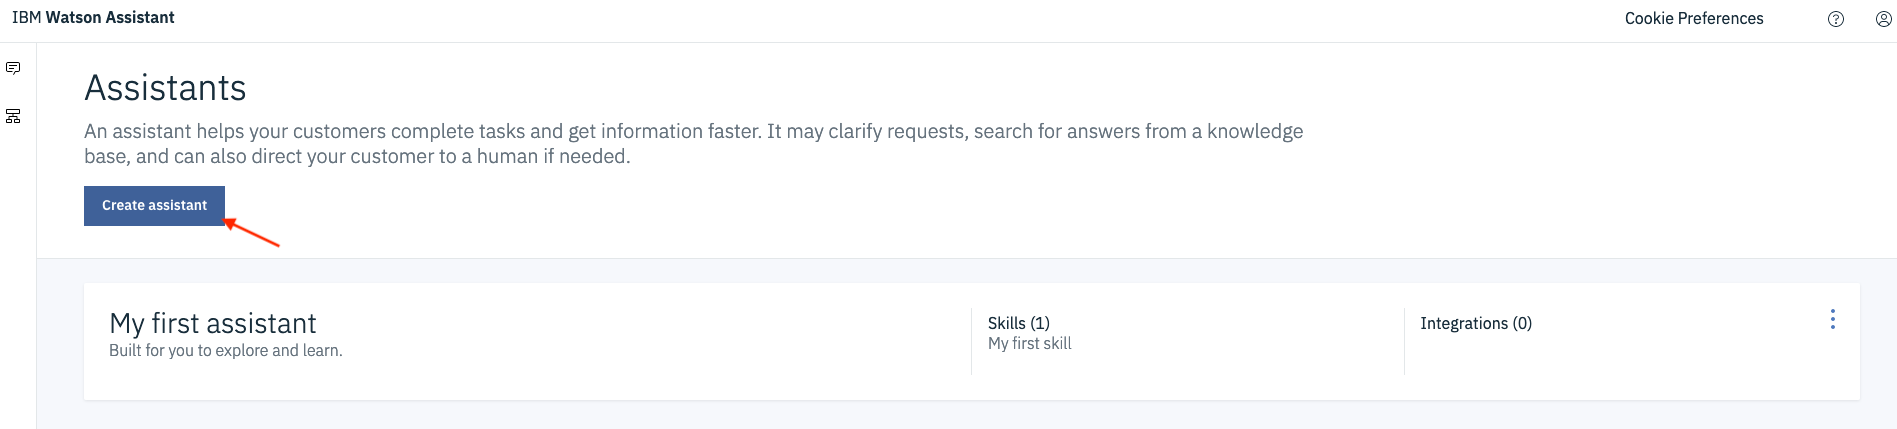 IBM Watson Assistant
Cookie Preferences
Assistants
An assistant helps your customers complete tasks and get information faster. It may clarify requests, search for answers from a knowledge
base, and can also direct your customer to a human if needed.
Create assistant
My first assistant
Built for you to explore and learn.
Skills (1)
My first skill
Integrations (0)